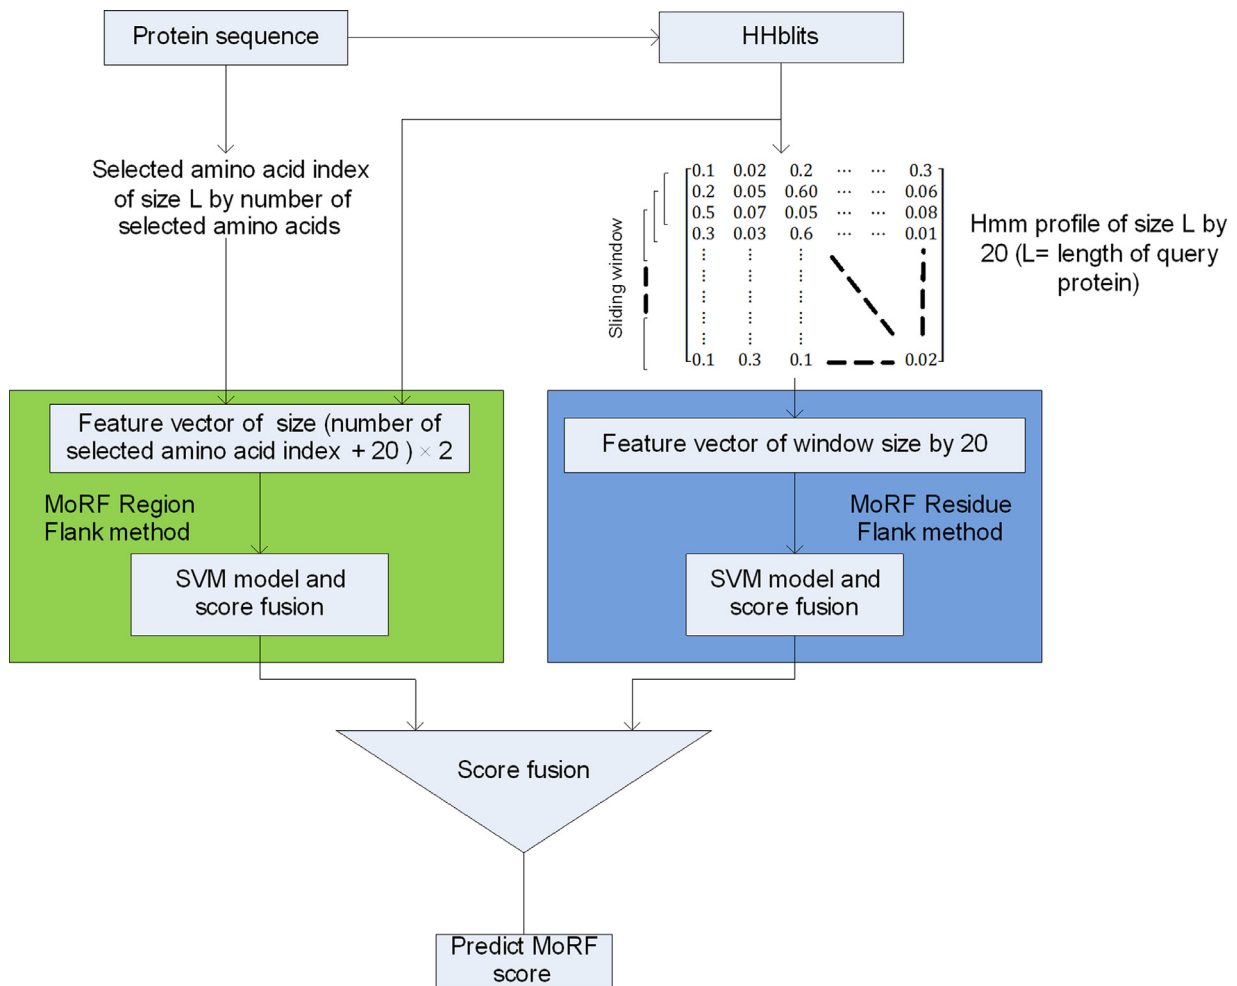 Protein sequence
HHblits
Selected amino acid index
of size L by number of
selected amino acids
Sliding window
0.1 0.02 0.2 ⋯ ⋯ 0.3
0.2 0.05 0.60 ⋯ ⋯ 0.06
0.5 0.07 0.05 ⋯ ⋯ 0.08
0.3 0.03 0.6 ⋯ ⋯ 0.01
⋮ ⋮ ⋮
⋮ ⋮ ⋮
⋮ ⋮ ⋮
⋮ ⋮ ⋮
⋮ ⋮ ⋮
0.1 0.3 0.1 0.02
Hmm profile of size L by
20 (L= length of query
protein)
Feature vector of size (number of
selected amino acid index + 20 ) × 2
MoRF Region
Flank method
SVM model and
score fusion
Feature vector of window size by 20
MoRF Residue
Flank method
SVM model and
score fusion
Score fusion
Predict MoRF
score